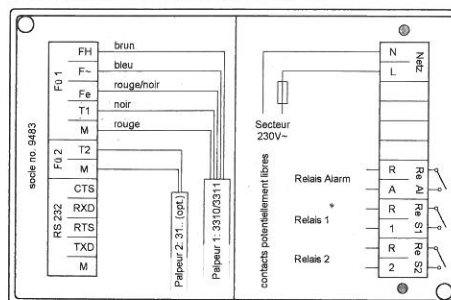 socle no. 9483
Fü 1
FH
brun
F~
bleu
Fe
rouge/noir
T1
noir
M
rouge
Fü 2
T2
M
RS 232
CTS
RXD
RTS
TXD
M
Palpeur 2: 31.. (opt.)
Palpeur 1: 3310/3311
contacts potentiellement libres
Secteur
230V~
N
L
Netz
Relais Alarm
R
A
Re Al
Relais 1
R
1
Re S1
Relais 2
R
2
Re S2